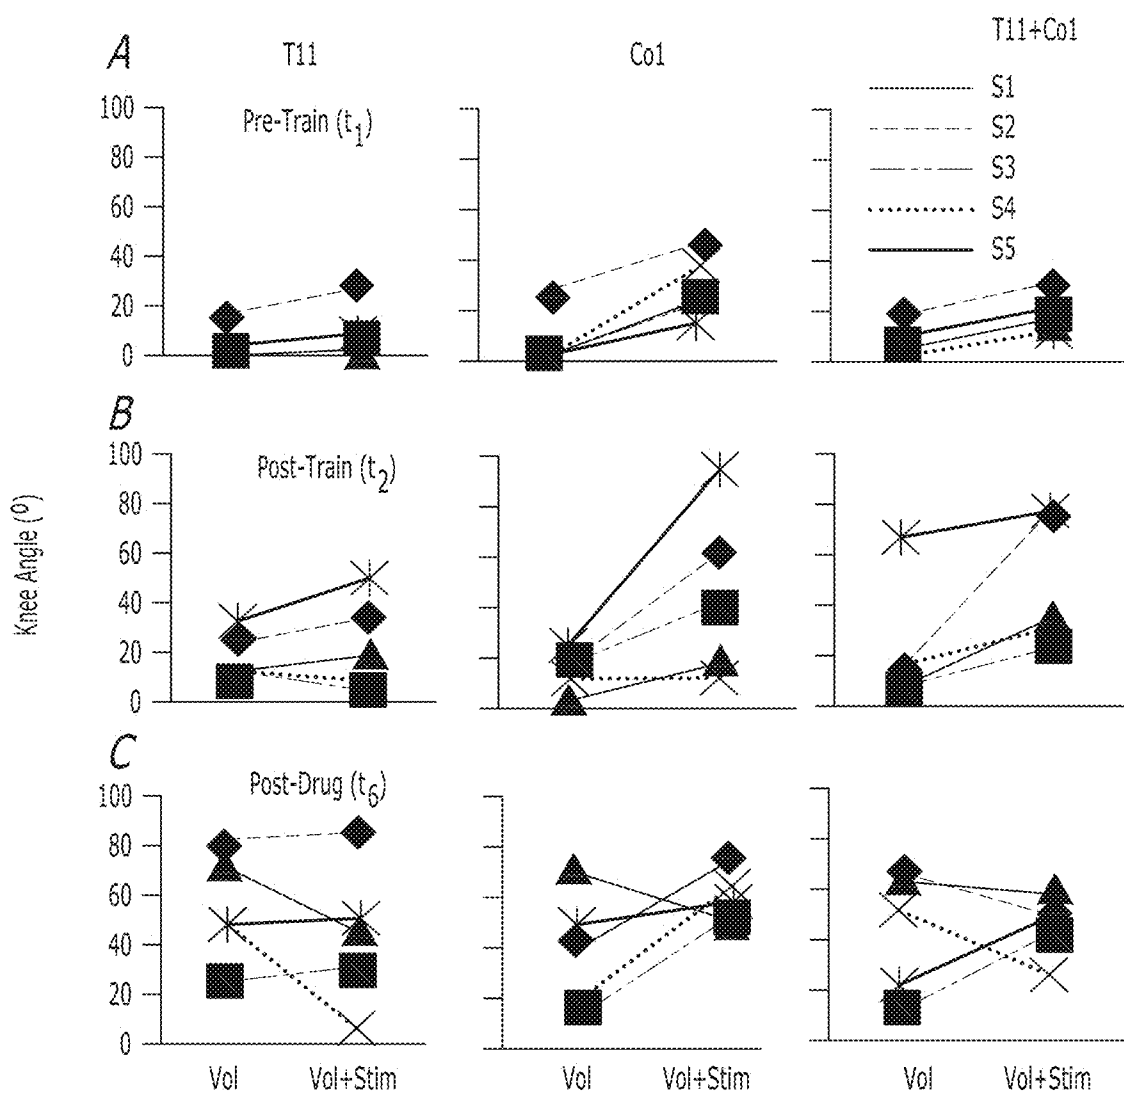 A
T11
Co1
T11+Co1
Pre-Train (t1)
100
80
60
40
20
0
S1
S2
S3
S4
S5
B
Post-Train (t2)
100
80
60
40
20
0
Knee Angle (º)
C
Post-Drug (t6)
100
80
60
40
20
0
Vol
Vol+Stim
Vol
Vol+Stim
Vol
Vol+Stim